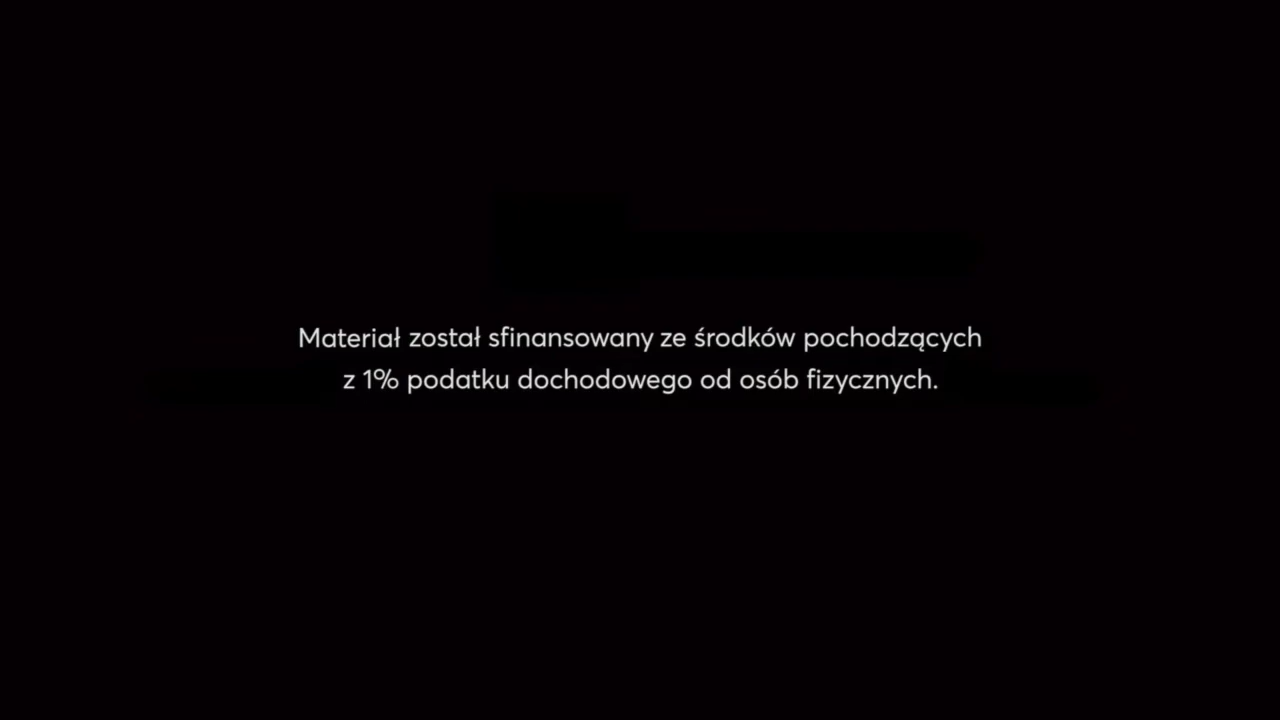 Materiał został sfinansowany ze środków pochodzących
z 1% podatku dochodowego od osób fizycznych.